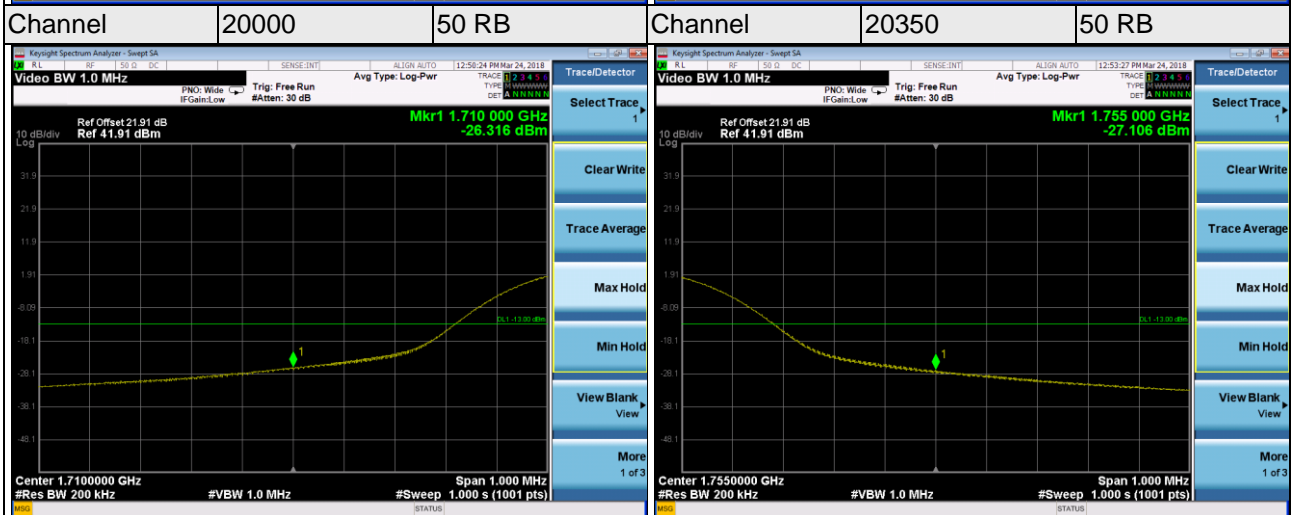 Channel 20000 50 RB Channel 20350 50 RB
Keysight Spectrum Analyzer - Swept SA
RL RF 50 Ω DC SENSE:INT ALIGN AUTO 12:50:24 PM Mar 24, 2018
Video BW 1.0 MHz
PNO: Wide
IFGain:Low
Trig: Free Run
#Atten: 30 dB
Avg Type: Log-Pwr
TRACE 1 2 3 4 5 6
TYPE M WWWWW
DET A N N N N N
Trace/Detector
Mkr1 1.710 000 GHz
-26.316 dBm
Ref Offset 21.91 dB
10 dB/div Ref 41.91 dBm
Log
31.9
21.9
11.9
1.91
-8.09
-18.1
-28.1
-38.1
-48.1
DL1 -13.00 dBm
1
Center 1.7100000 GHz Span 1.000 MHz
#Res BW 200 kHz #VBW 1.0 MHz #Sweep 1.000 s (1001 pts)
MSG STATUS
Select Trace
1
Clear Write
Trace Average
Max Hold
Min Hold
View Blank
View
More
1 of 3
Keysight Spectrum Analyzer - Swept SA
RL RF 50 Ω DC SENSE:INT ALIGN AUTO 12:53:27 PM Mar 24, 2018
Video BW 1.0 MHz
PNO: Wide
IFGain:Low
Trig: Free Run
#Atten: 30 dB
Avg Type: Log-Pwr
TRACE 1 2 3 4 5 6
TYPE M WWWWW
DET A N N N N N
Trace/Detector
Mkr1 1.755 000 GHz
-27.106 dBm
Ref Offset 21.91 dB
10 dB/div Ref 41.91 dBm
Log
31.9
21.9
11.9
1.91
-8.09
-18.1
-28.1
-38.1
-48.1
DL1 -13.00 dBm
1
Center 1.7550000 GHz Span 1.000 MHz
#Res BW 200 kHz #VBW 1.0 MHz #Sweep 1.000 s (1001 pts)
MSG STATUS
Select Trace
1
Clear Write
Trace Average
Max Hold
Min Hold
View Blank
View
More
1 of 3